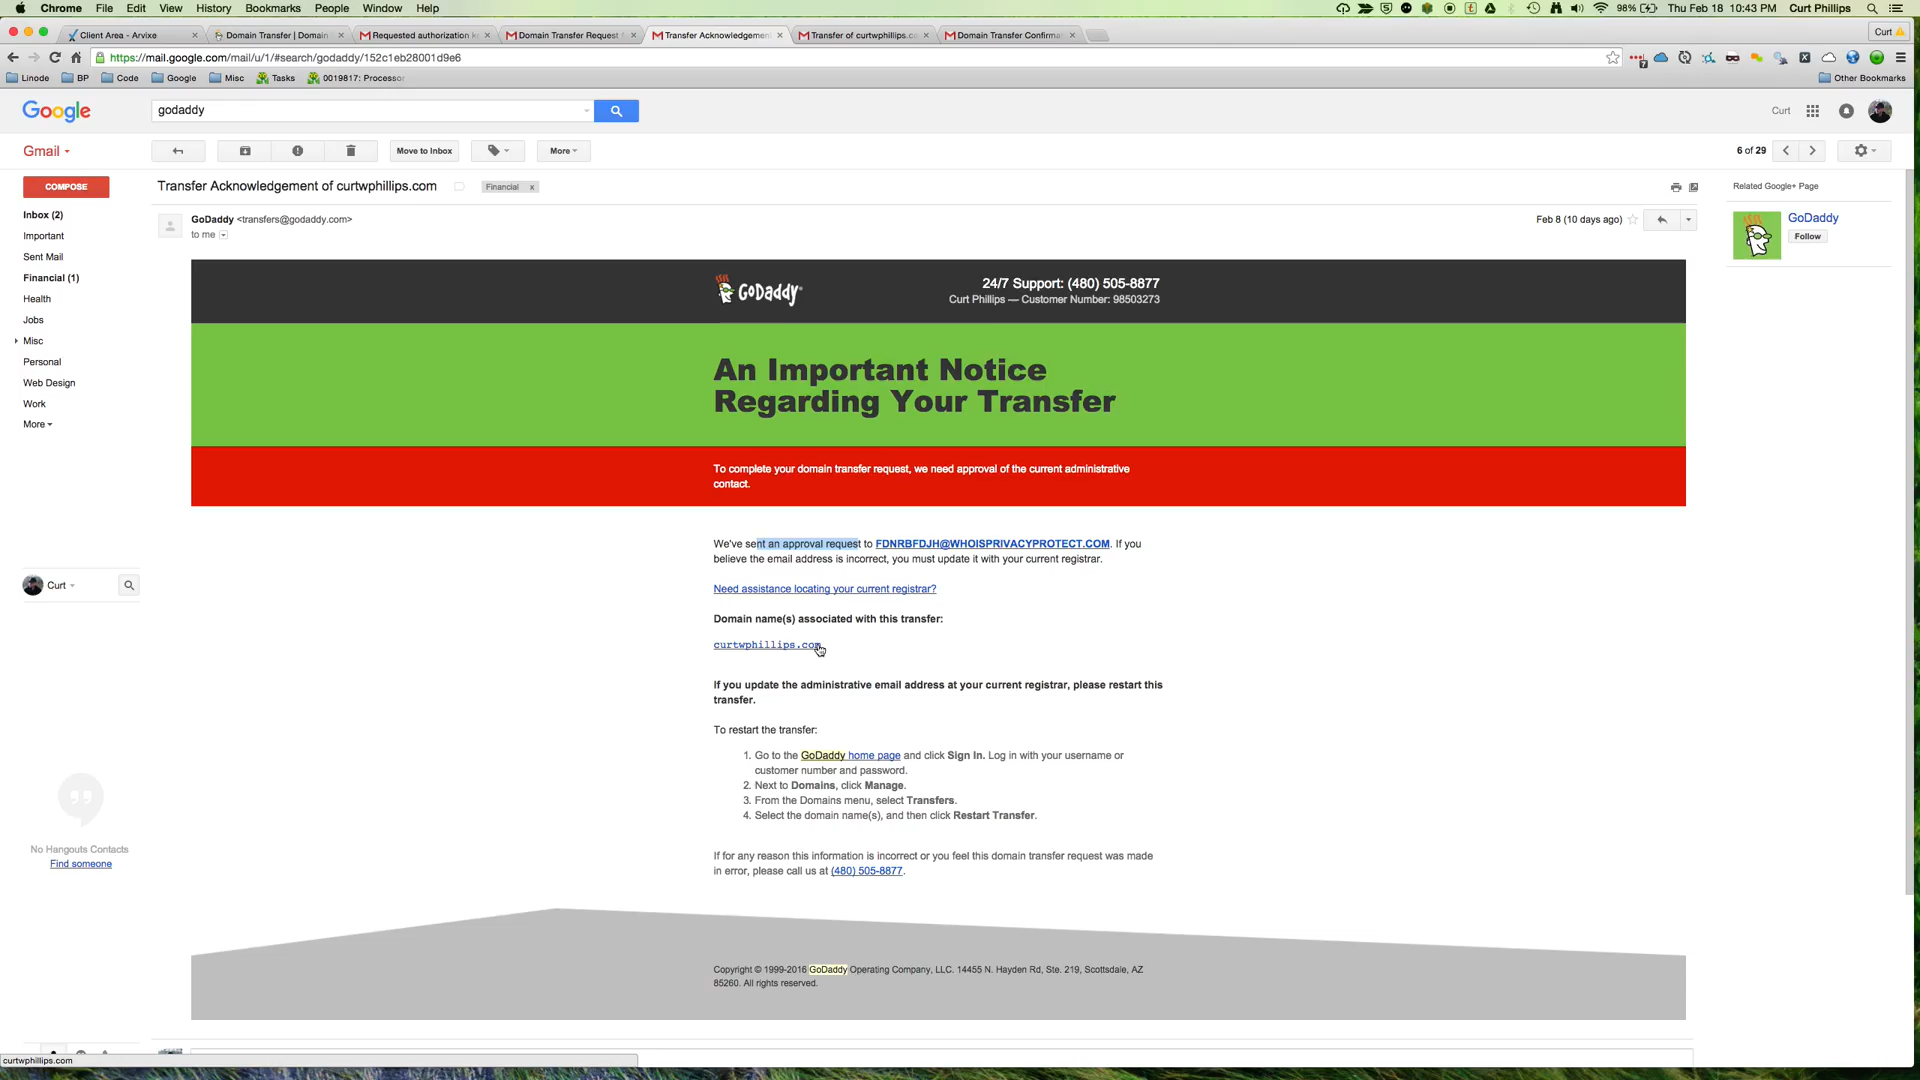 Chrome File Edit View History Bookmarks People Window Help 98% Thu Feb 18 10:43 PM Curt Phillips
Client Area - Arvixe Domain Transfer | Domain Requested authorization k Domain Transfer Request f Transfer Acknowledgement Transfer of curtwphillips.co Domain Transfer Confirmat Curt
https://mail.google.com/mail/u/1/#search/godaddy/152c1eb28001d9e6
Linode BP Code Google Misc Tasks 0019817: Processor Other Bookmarks
Google godaddy Curt
Gmail Move to Inbox More 6 of 29
COMPOSE
Transfer Acknowledgement of curtwphillips.com Financial x
Related Google+ Page
GoDaddy
Follow
Inbox (2)
Important
Sent Mail
Financial (1)
Health
Jobs
Misc
Personal
Web Design
Work
More
Curt
No Hangouts Contacts
Find someone
GoDaddy <transfers@godaddy.com>
to me
Feb 8 (10 days ago)
GoDaddy
24/7 Support: (480) 505-8877
Curt Phillips — Customer Number: 98503273
An Important Notice
Regarding Your Transfer
To complete your domain transfer request, we need approval of the current administrative
contact.
We've sent an approval request to FDNRBFDJH@WHOISPRIVACYPROTECT.COM. If you
believe the email address is incorrect, you must update it with your current registrar.
Need assistance locating your current registrar?
Domain name(s) associated with this transfer:
curtwphillips.com
If you update the administrative email address at your current registrar, please restart this
transfer.
To restart the transfer:
1. Go to the GoDaddy home page and click Sign In. Log in with your username or
customer number and password.
2. Next to Domains, click Manage.
3. From the Domains menu, select Transfers.
4. Select the domain name(s), and then click Restart Transfer.
If for any reason this information is incorrect or you feel this domain transfer request was made
in error, please call us at (480) 505-8877.
Copyright © 1999-2016 GoDaddy Operating Company, LLC. 14455 N. Hayden Rd, Ste. 219, Scottsdale, AZ
85260. All rights reserved.
curtwphillips.com